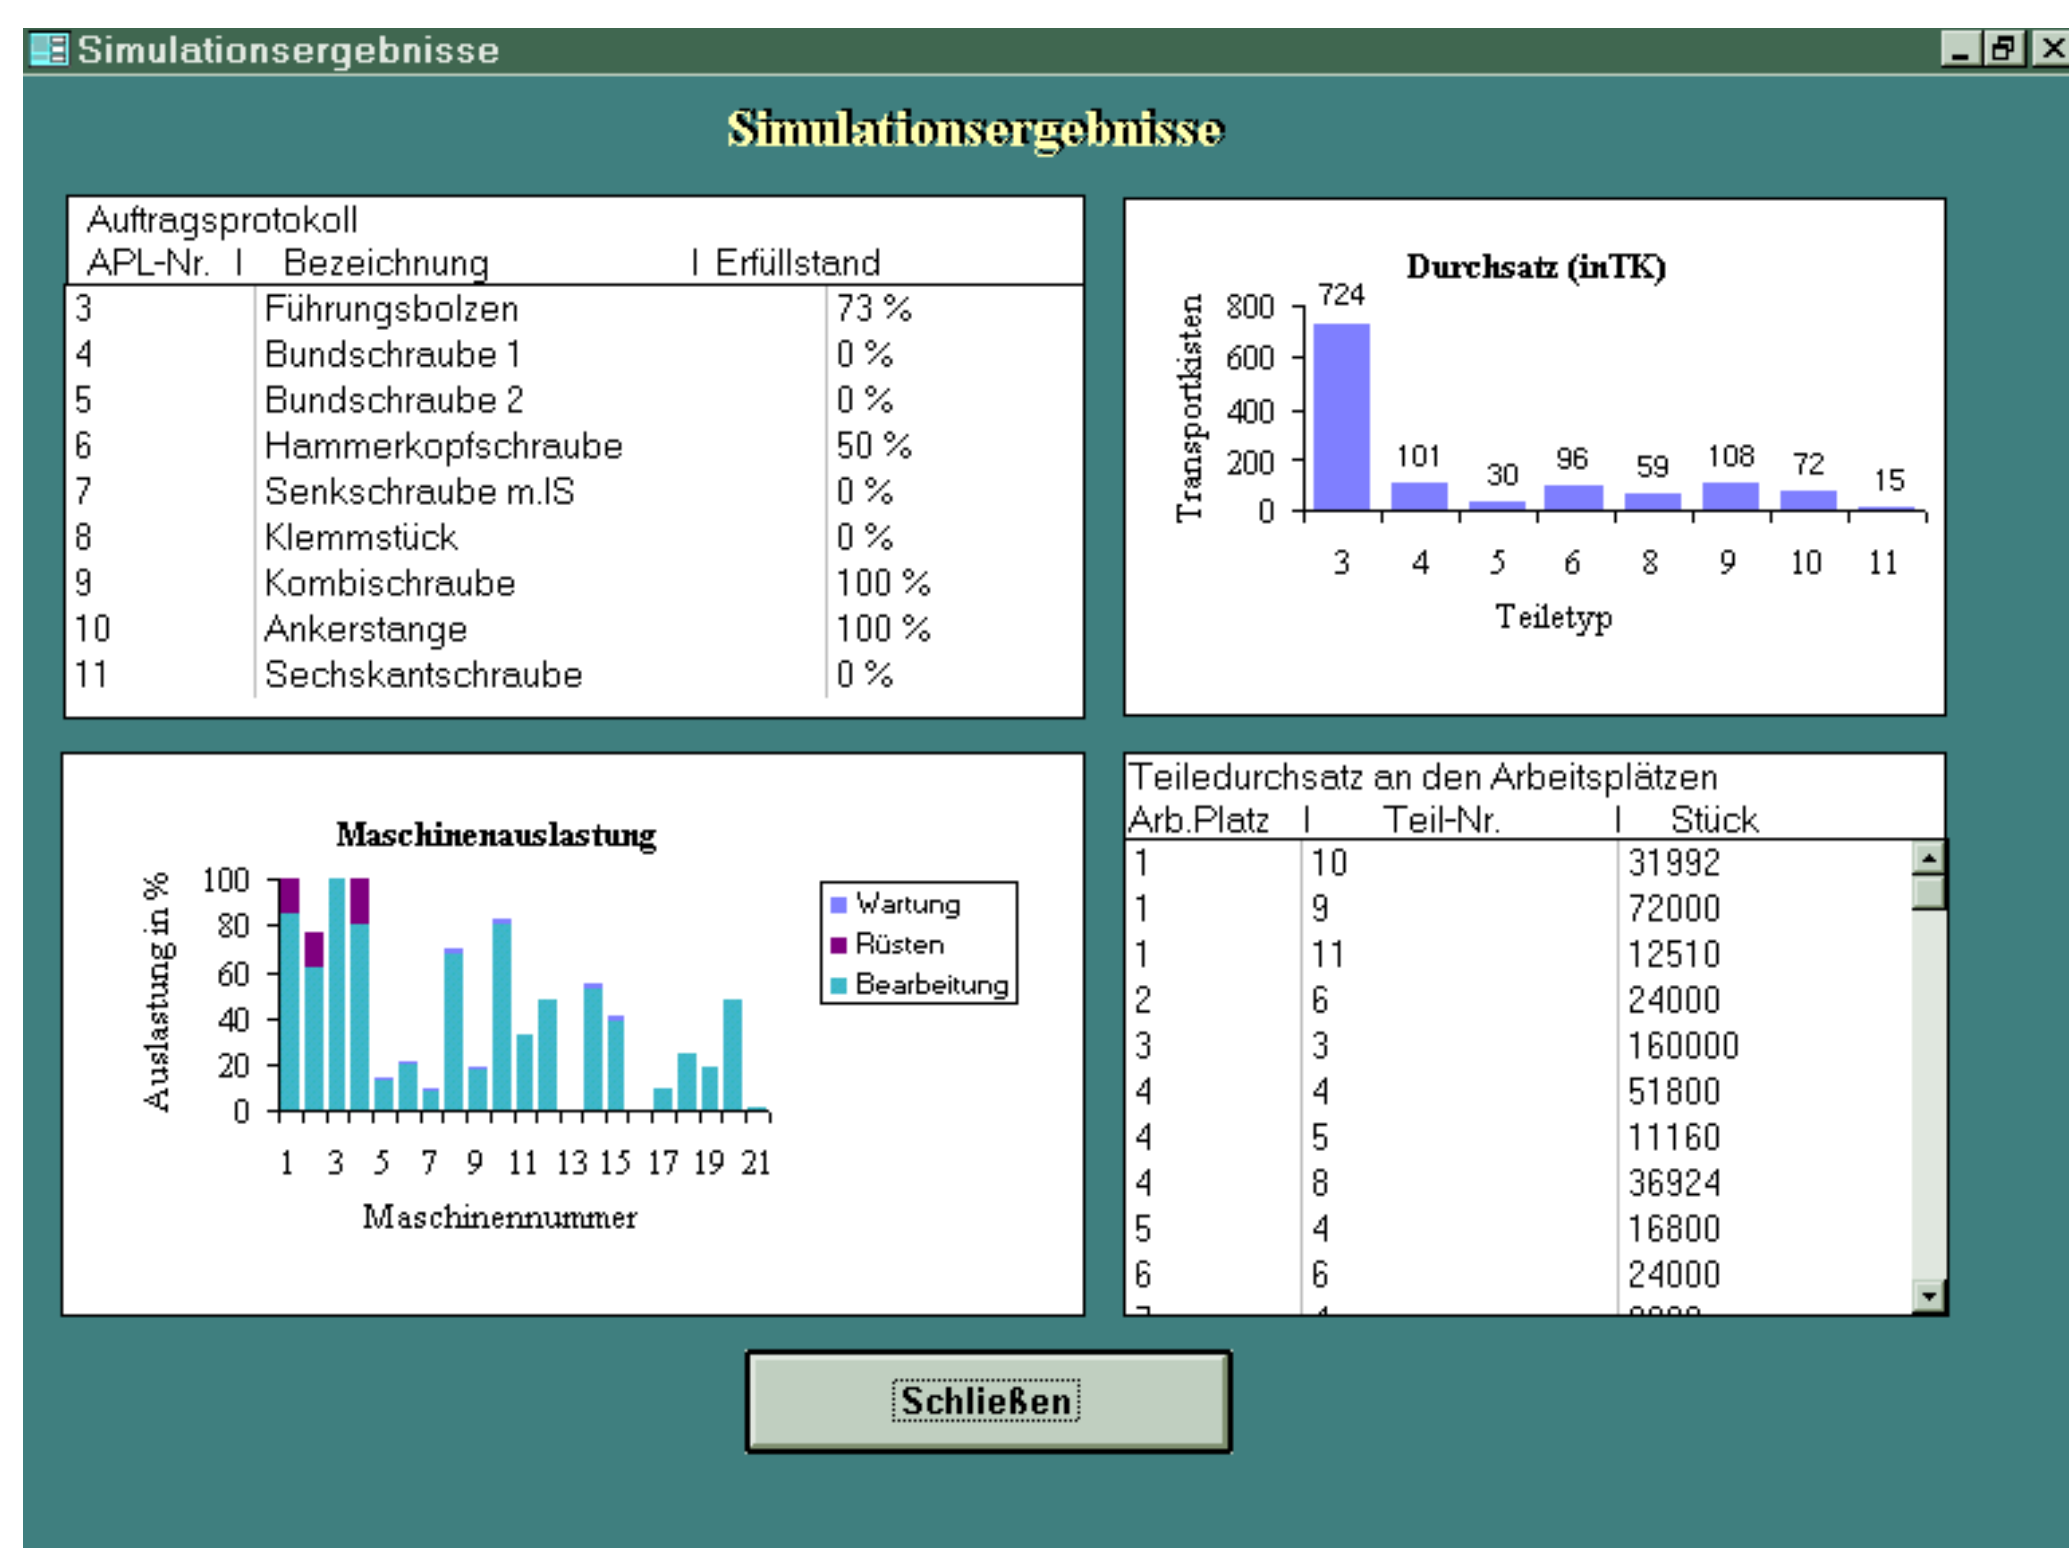 Simulationsergebnisse
Simulationsergebnisse
Auftragsprotokoll
APL-Nr. | Bezeichnung | Erfüllstand
3 Führungsbolzen 73 %
4 Bundschraube 1 0 %
5 Bundschraube 2 0 %
6 Hammerkopfschraube 50 %
7 Senkschraube m.IS 0 %
8 Klemmstück 0 %
9 Kombischraube 100 %
10 Ankerstange 100 %
11 Sechskantschraube 0 %
Durchsatz (inTK)
Transportkisten
800
600
400
200
0
724 101 30 96 59 108 72 15
3 4 5 6 8 9 10 11
Teiletyp
Maschinenauslastung
Auslastung in %
100
80
60
40
20
0
1 3 5 7 9 11 13 15 17 19 21
Maschinennummer
Wartung
Rüsten
Bearbeitung
Teiledurchsatz an den Arbeitsplätzen
Arb.Platz | Teil-Nr. | Stück
1 10 31992
1 9 72000
1 11 12510
2 6 24000
3 3 160000
4 4 51800
4 5 11160
4 8 36924
5 4 16800
6 6 24000
Schließen